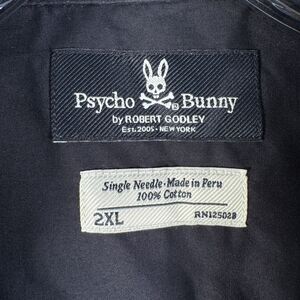 Psycho Bunny
by ROBERT GODLEY
EST. 2005 · NEW YORK
Single Needle · Made in Peru
100% Cotton
2XL RN125028